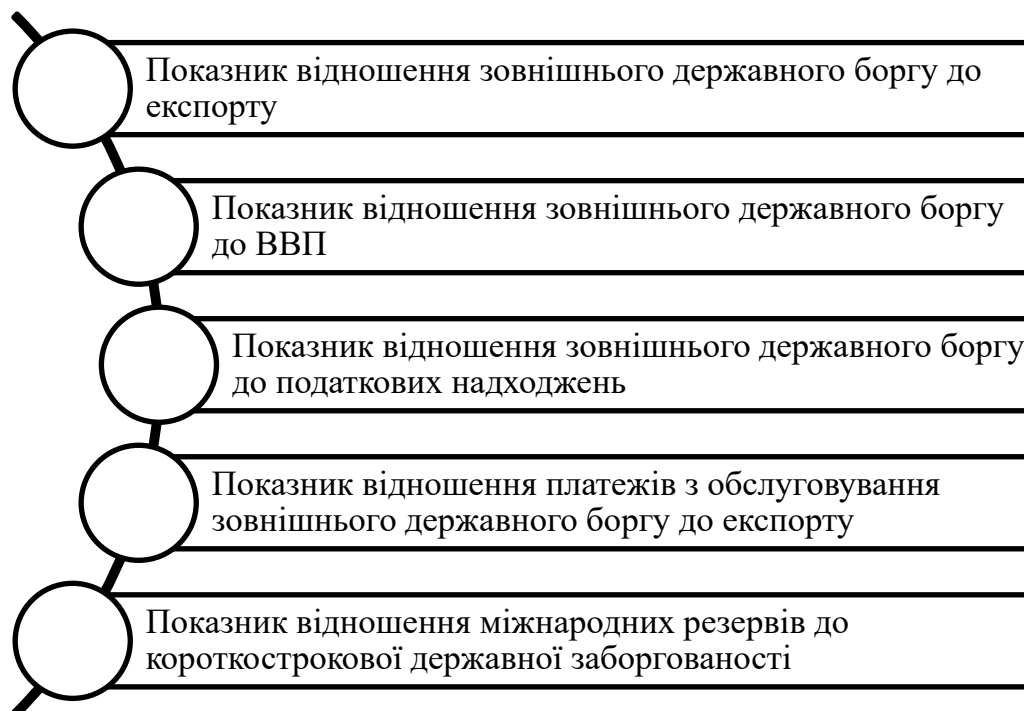 Показник відношення зовнішнього державного боргу до
експорту
Показник відношення зовнішнього державного боргу
до ВВП
Показник відношення зовнішнього державного боргу
до податкових надходжень
Показник відношення платежів з обслуговування
зовнішнього державного боргу до експорту
Показник відношення міжнародних резервів до
короткострокової державної заборгованості